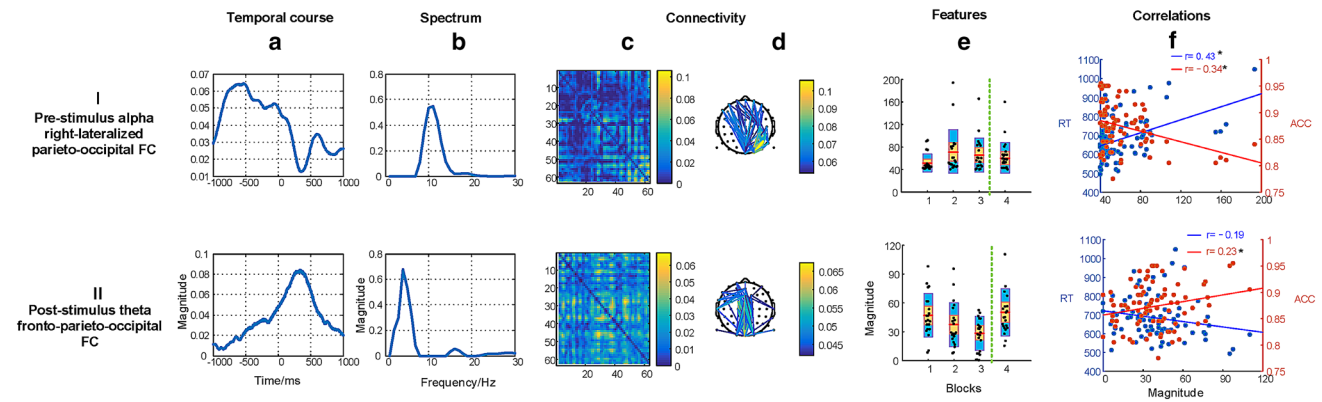 Temporal course
Spectrum
Connectivity
Features
Correlations
a
b
c
d
e
f
I
Pre-stimulus alpha
right-lateralized
parieto-occipital FC
0.07
0.06
0.05
0.04
0.03
0.02
0.01
-1000 -500 0 500 1000
0.8
0.6
0.4
0.2
0
0 10 20 30
10
20
30
40
50
60
20 40 60
0.1
0.08
0.06
0.04
0.02
0
0.1
0.09
0.08
0.07
0.06
200
160
120
80
40
0
1 2 3 4
r= 0.43 *
r= -0.34 *
RT
1100
1000
900
800
700
600
500
400
40 80 120 160 200
1
0.95
0.9
0.85
0.8
0.75
ACC
II
Post-stimulus theta
fronto-parieto-occipital
FC
Magnitude
0.1
0.08
0.06
0.04
0.02
0
-1000 -500 0 500 1000
Time/ms
Magnitude
0.8
0.6
0.4
0.2
0
0 10 20 30
Frequency/Hz
10
20
30
40
50
60
20 40 60
0.06
0.05
0.04
0.03
0.02
0.01
0
0.065
0.06
0.055
0.05
0.045
Magnitude
120
90
60
30
0
1 2 3 4
Blocks
r= -0.19
r= 0.23 *
RT
1100
1000
900
800
700
600
500
400
0 30 60 90 120
Magnitude
1
0.95
0.9
0.85
0.8
0.75
ACC